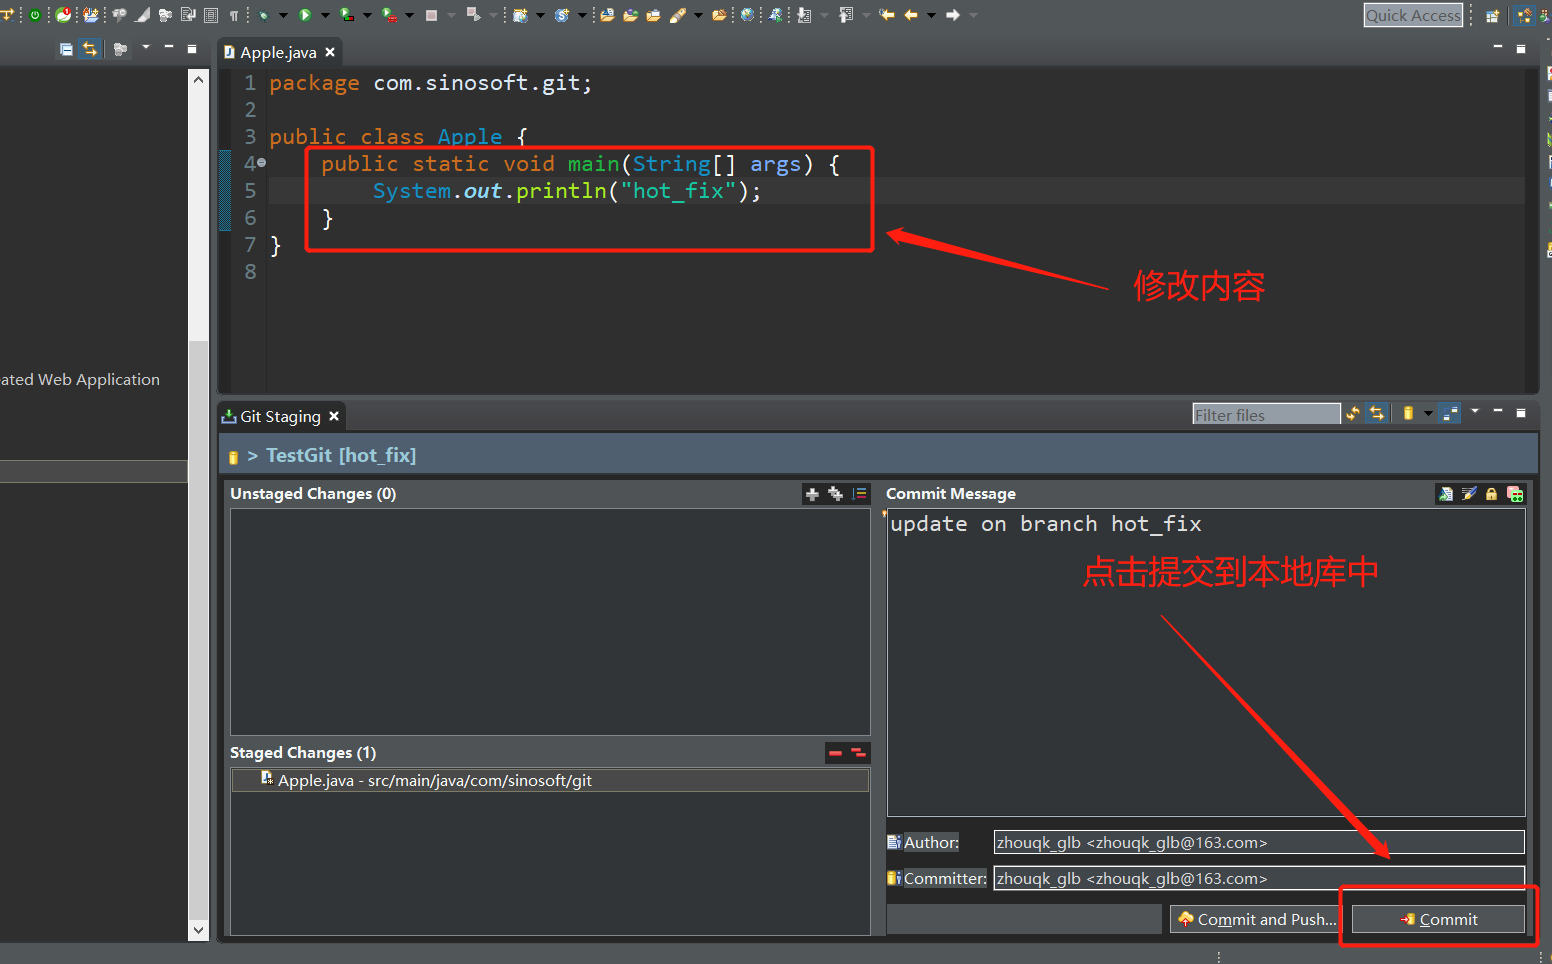 Quick Access
Apple.java
1 package com.sinosoft.git;
2
3 public class Apple {
4 public static void main(String[] args) {
5 System.out.println("hot_fix");
6 }
7 }
8
修改内容
ated Web Application
Git Staging
Filter files
> TestGit [hot_fix]
Unstaged Changes (0)
Commit Message
update on branch hot_fix
点击提交到本地库中
Staged Changes (1)
Apple.java - src/main/java/com/sinosoft/git
Author: zhouqk_glb <zhouqk_glb@163.com>
Committer: zhouqk_glb <zhouqk_glb@163.com>
Commit and Push...
Commit